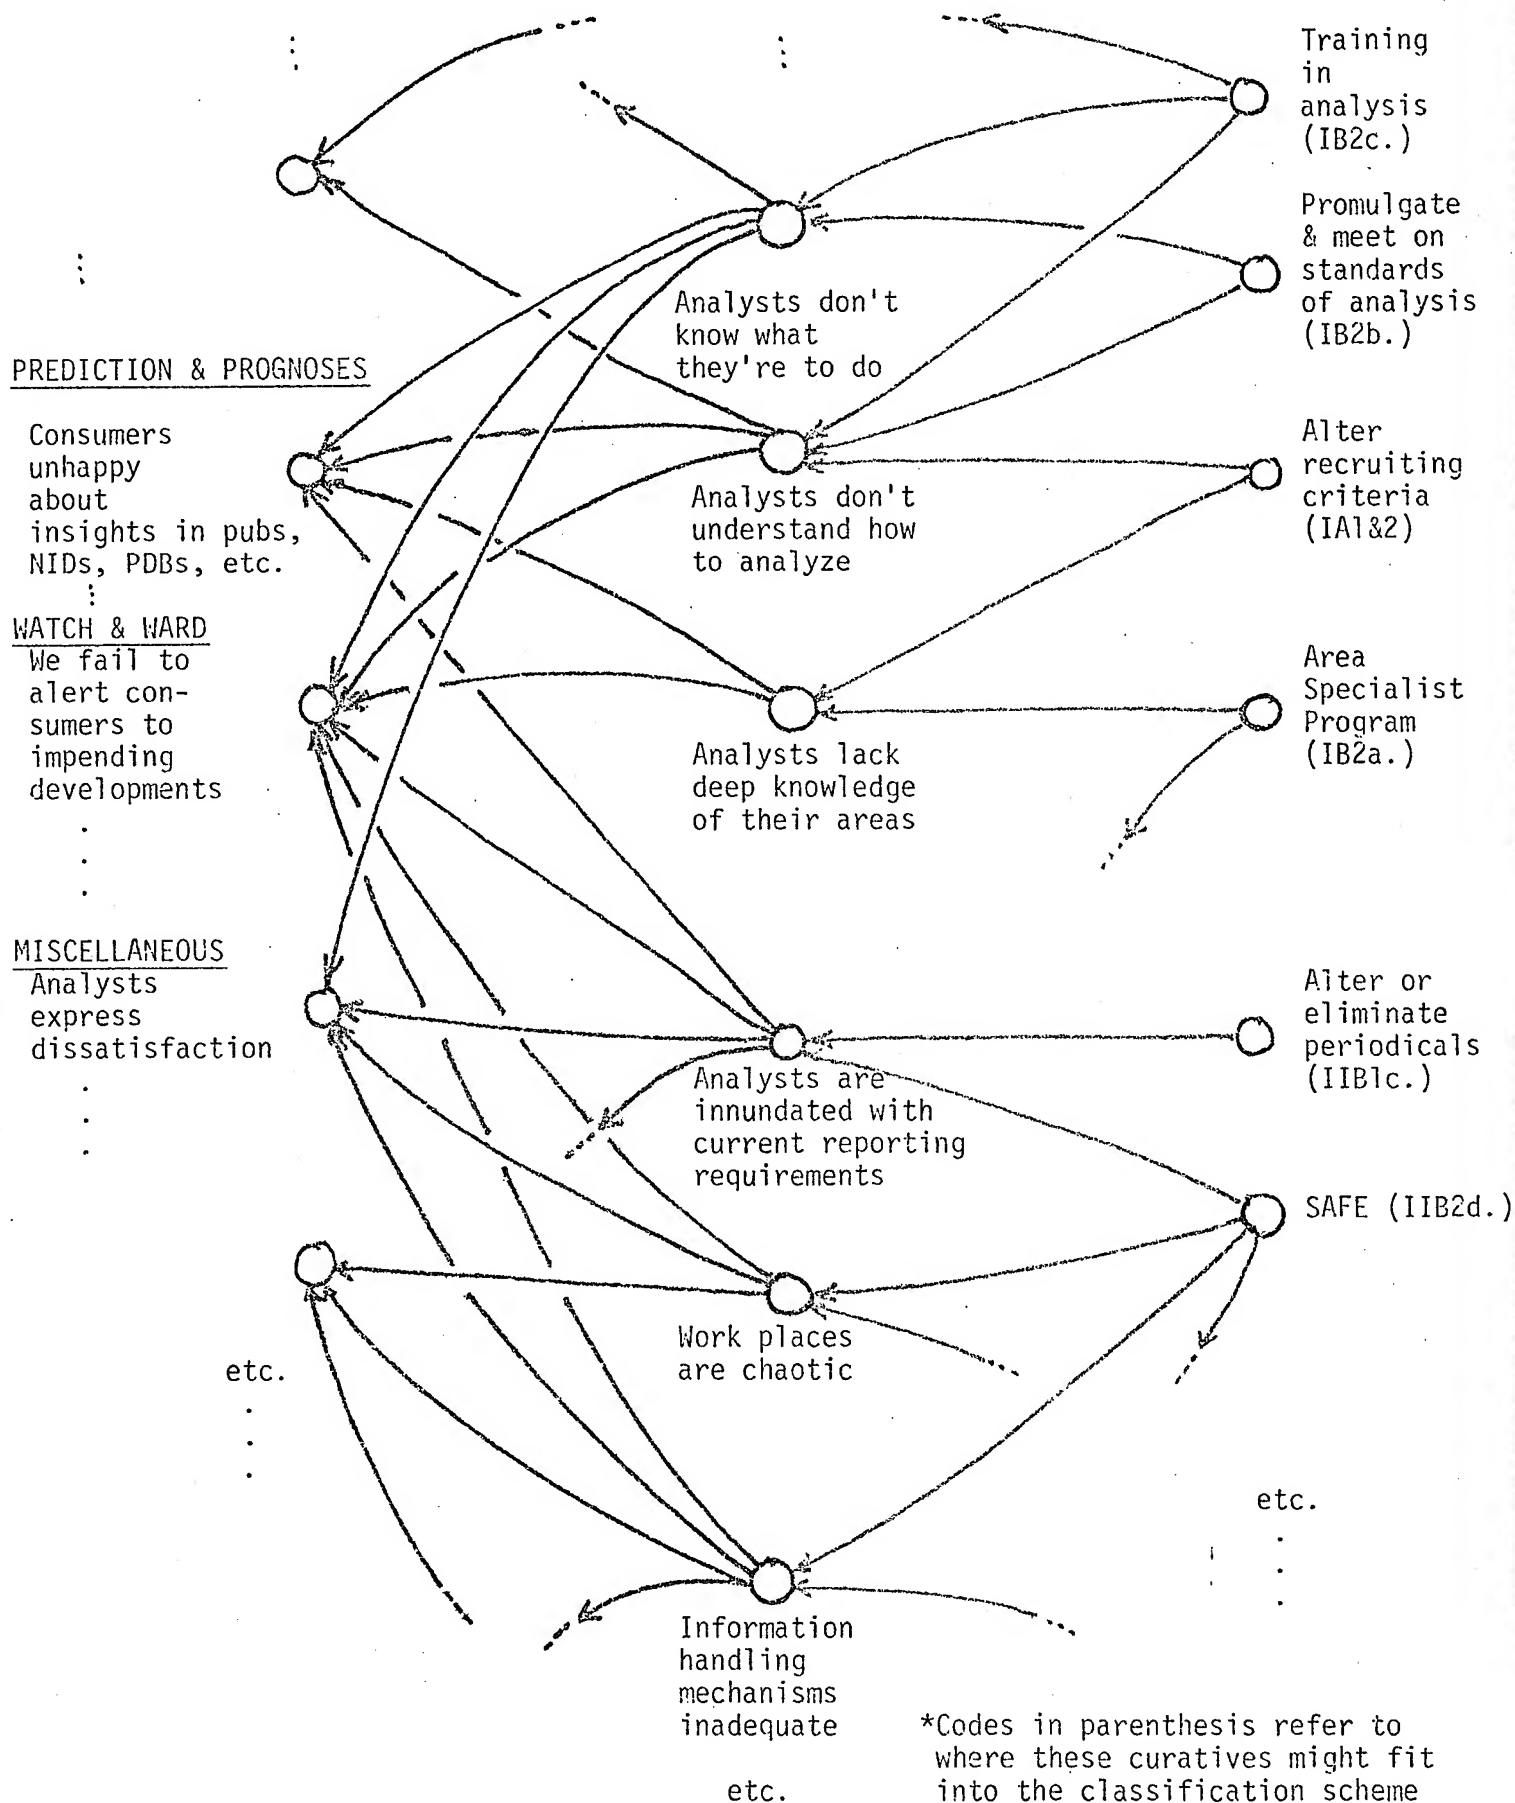 Training
in
analysis
(IB2c.)
Promulgate
& meet on
standards
of analysis
(IB2b.)
Analysts don't
know what
they're to do
PREDICTION & PROGNOSES
Consumers
unhappy
about
insights in pubs,
NIDs, PDBs, etc.
Alter
recruiting
criteria
(IA1&2)
Analysts don't
understand how
to analyze
WATCH & WARD
We fail to
alert con-
sumers to
impending
developments
Area
Specialist
Program
(IB2a.)
Analysts lack
deep knowledge
of their areas
MISCELLANEOUS
Analysts
express
dissatisfaction
Alter or
eliminate
periodicals
(IIB1c.)
Analysts are
innundated with
current reporting
requirements
SAFE (IIB2d.)
Work places
are chaotic
etc.
etc.
Information
handling
mechanisms
inadequate
etc.
*Codes in parenthesis refer to
where these curatives might fit
into the classification scheme